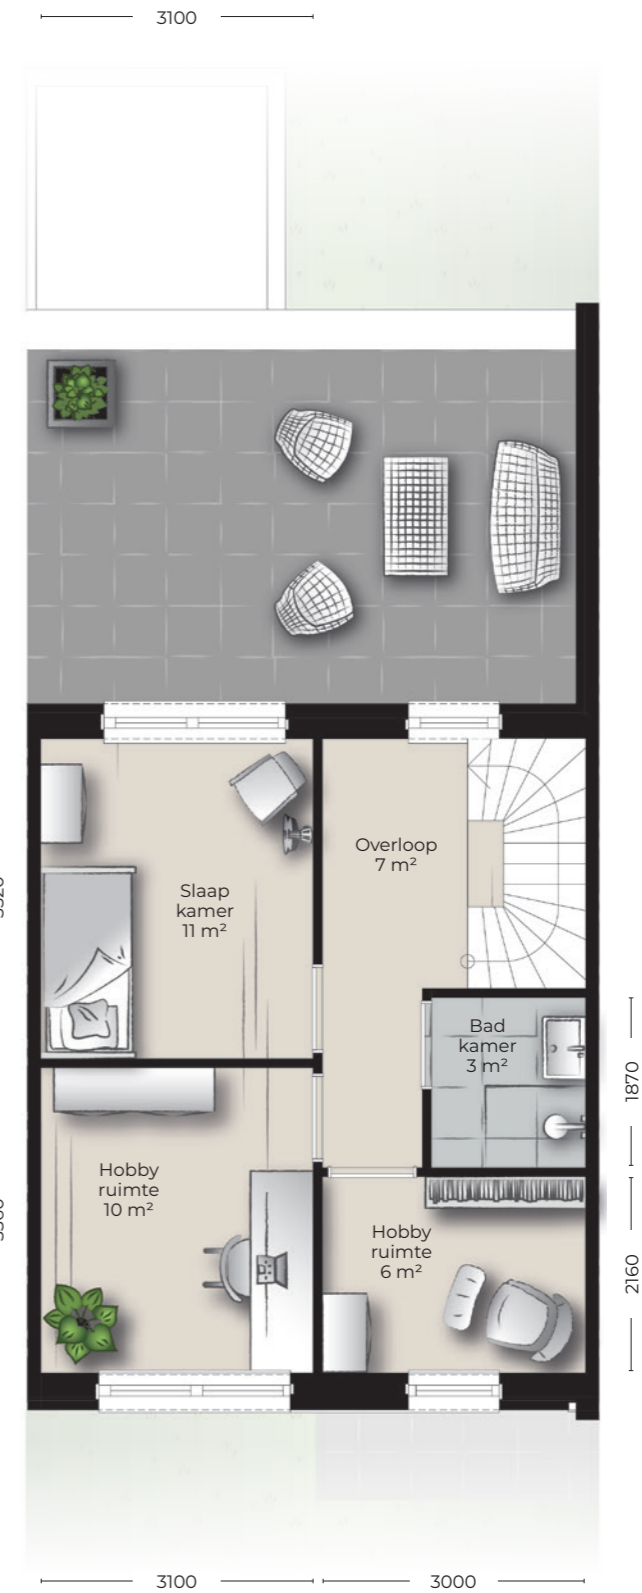 3100
Overloop
7 m²
Slaap
kamer
11 m²
Bad
kamer
3 m²
1870
Hobby
ruimte
10 m²
Hobby
ruimte
6 m²
2160
3100
3000